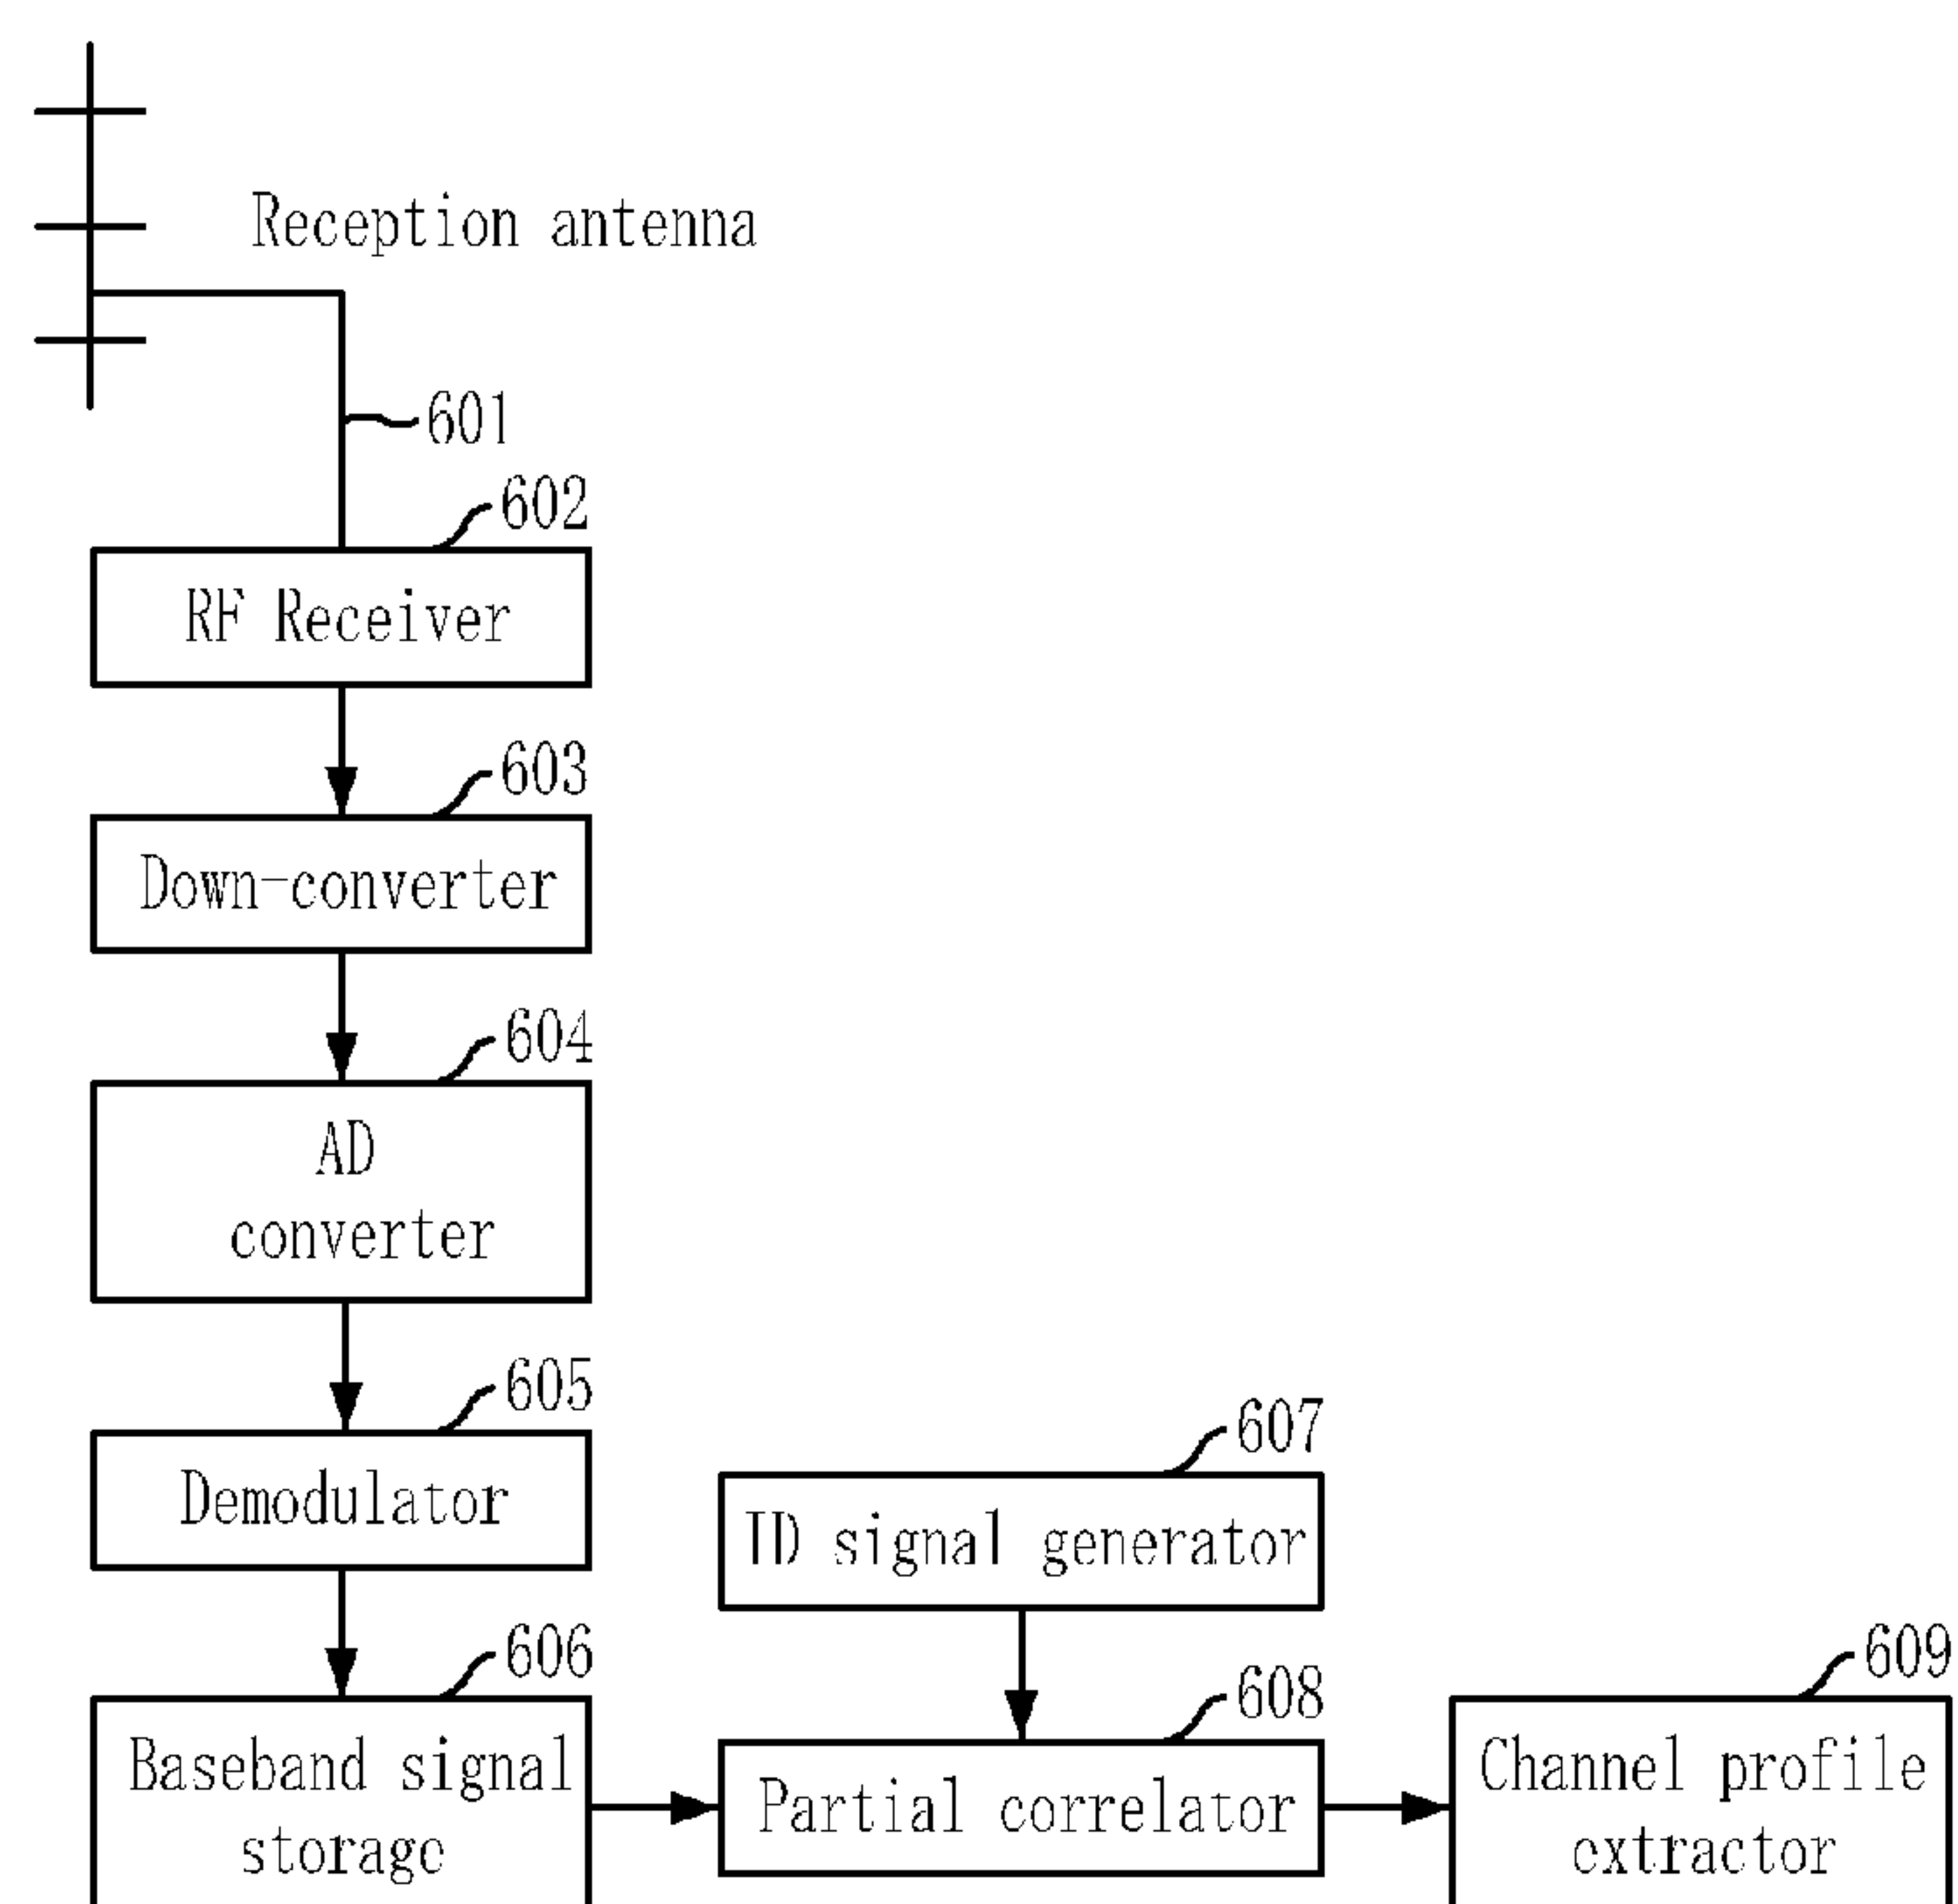 Reception antenna
601
602
RF Receiver
603
Down-converter
604
AD
converter
605
Demodulator
607
ID signal generator
606
Baseband signal
storage
608
Partial correlator
609
Channel profile
extractor